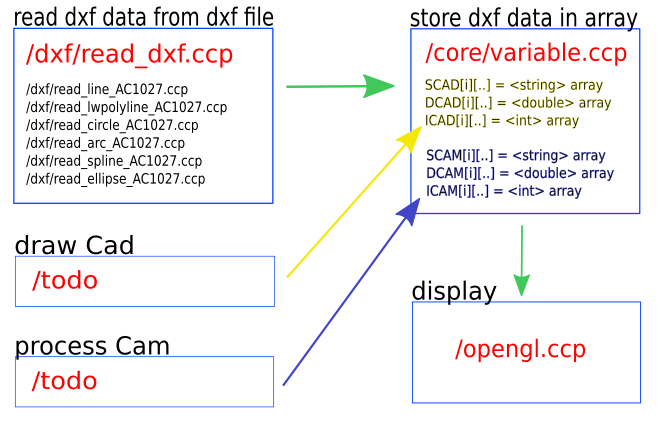 read dxf data from dxf file
/dxf/read_dxf.ccp
/dxf/read_line_AC1027.ccp
/dxf/read_lwpolyline_AC1027.ccp
/dxf/read_circle_AC1027.ccp
/dxf/read_arc_AC1027.ccp
/dxf/read_spline_AC1027.ccp
/dxf/read_ellipse_AC1027.ccp
store dxf data in array
/core/variable.ccp
SCAD[i][..] = <string> array
DCAD[i][..] = <double> array
ICAD[i][..] = <int> array
SCAM[i][..] = <string> array
DCAM[i][..] = <double> array
ICAM[i][..] = <int> array
draw Cad
/todo
process Cam
/todo
display
/opengl.ccp